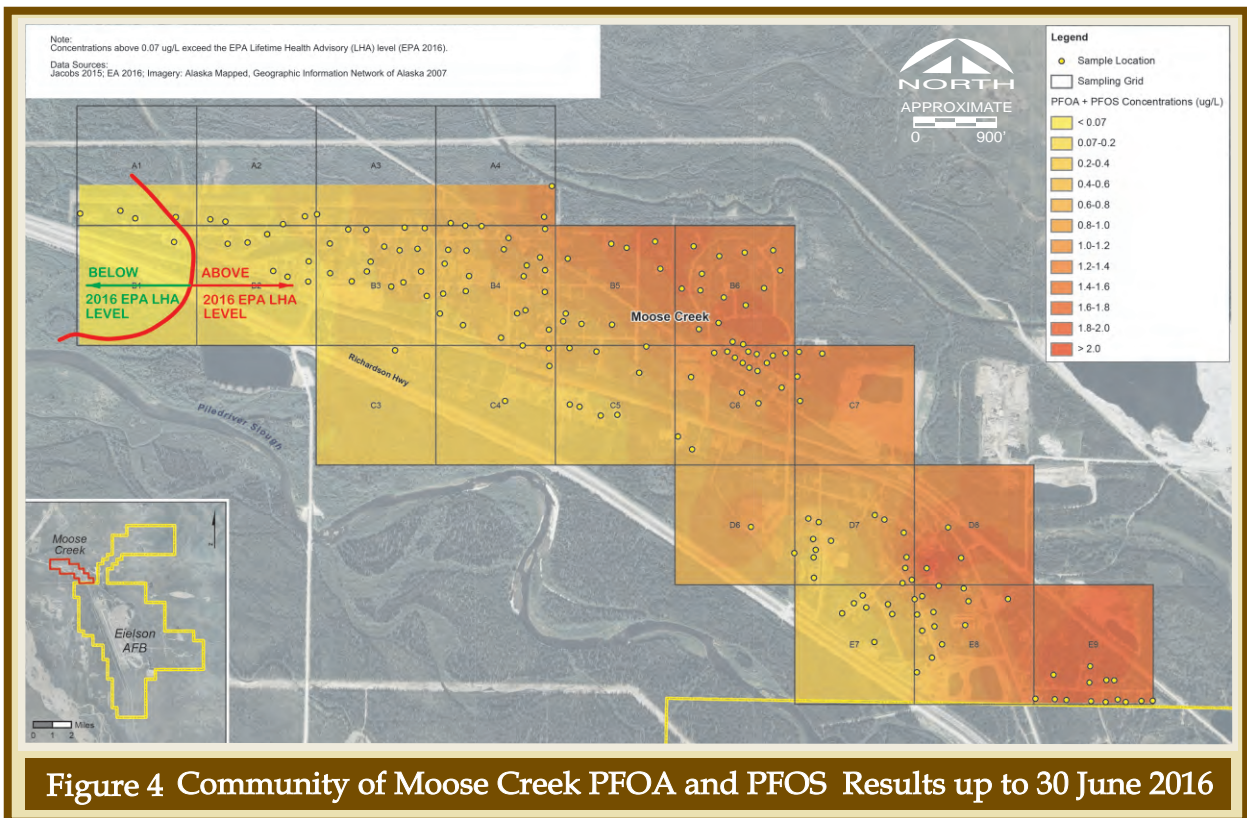 Note:
Concentrations above 0.07 ug/L exceed the EPA Lifetime Health Advisory (LHA) level (EPA 2016).
Data Sources:
Jacobs 2015; EA 2016; Imagery: Alaska Mapped, Geographic Information Network of Alaska 2007
NORTH
APPROXIMATE
0 900'
Legend
Sample Location
Sampling Grid
PFOA + PFOS Concentrations (ug/L)
< 0.07
0.07-0.2
0.2-0.4
0.4-0.6
0.6-0.8
0.8-1.0
1.0-1.2
1.2-1.4
1.4-1.6
1.6-1.8
1.8-2.0
> 2.0
A1 A2 A3 A4
BELOW ABOVE
B1 B2 B3 B4 B5 B6
2016 EPA LHA 2016 EPA LHA
LEVEL LEVEL
Moose Creek
Richardson Hwy
Piledriver Slough
C3 C4 C5 C6 C7
D6 D7 D8
E7 E8 E9
Moose
Creek
Eielson
AFB
0 1 2 Miles
Figure 4 Community of Moose Creek PFOA and PFOS Results up to 30 June 2016